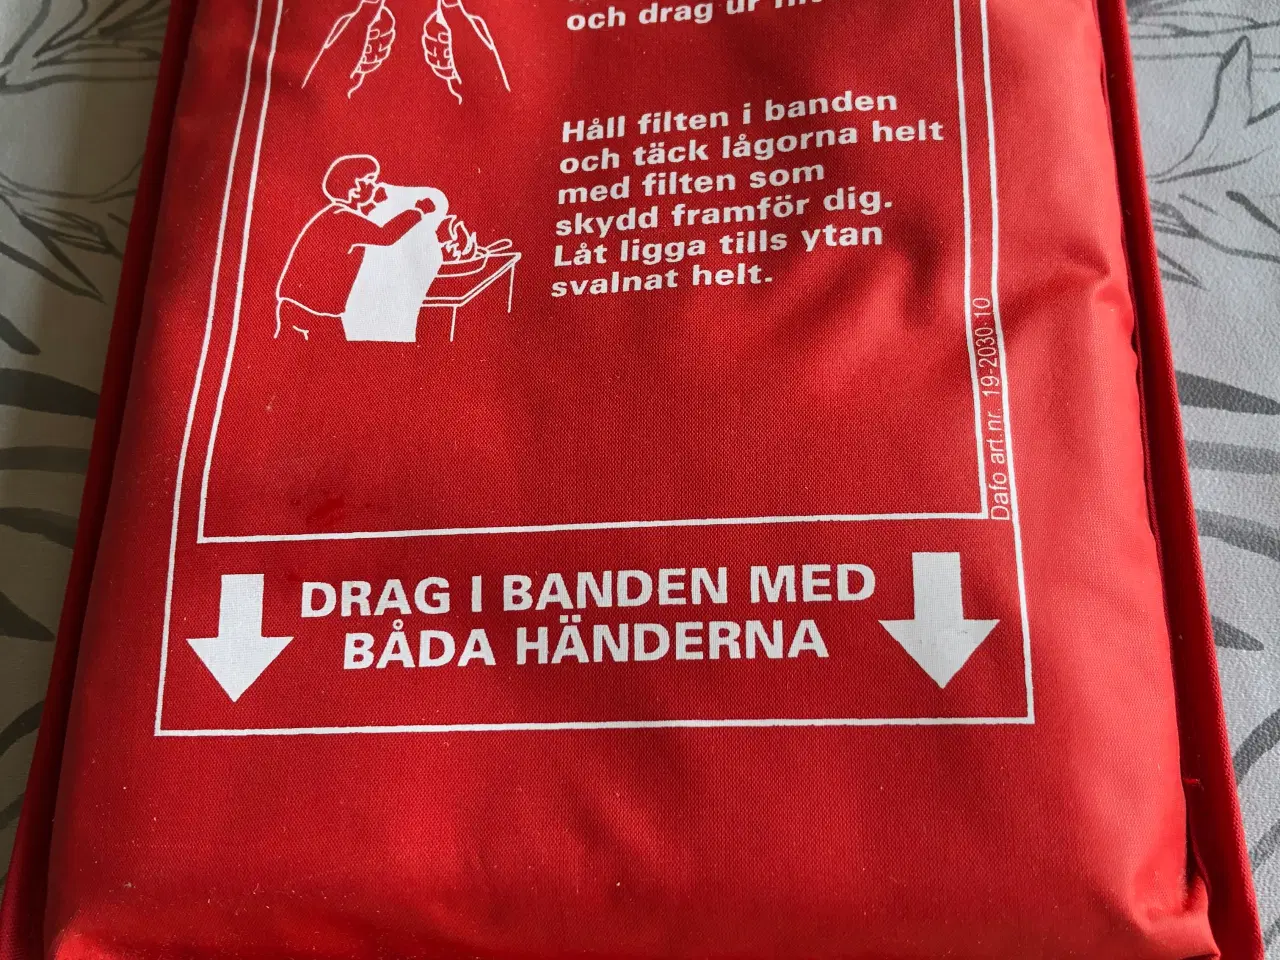 och drag ur
Håll filten i banden
och täck lågorna helt
med filten som
skydd framför dig.
Låt ligga tills ytan
svalnat helt.
Dafo art.nr. 19-2030-10
DRAG I BANDEN MED
BÅDA HÄNDERNA